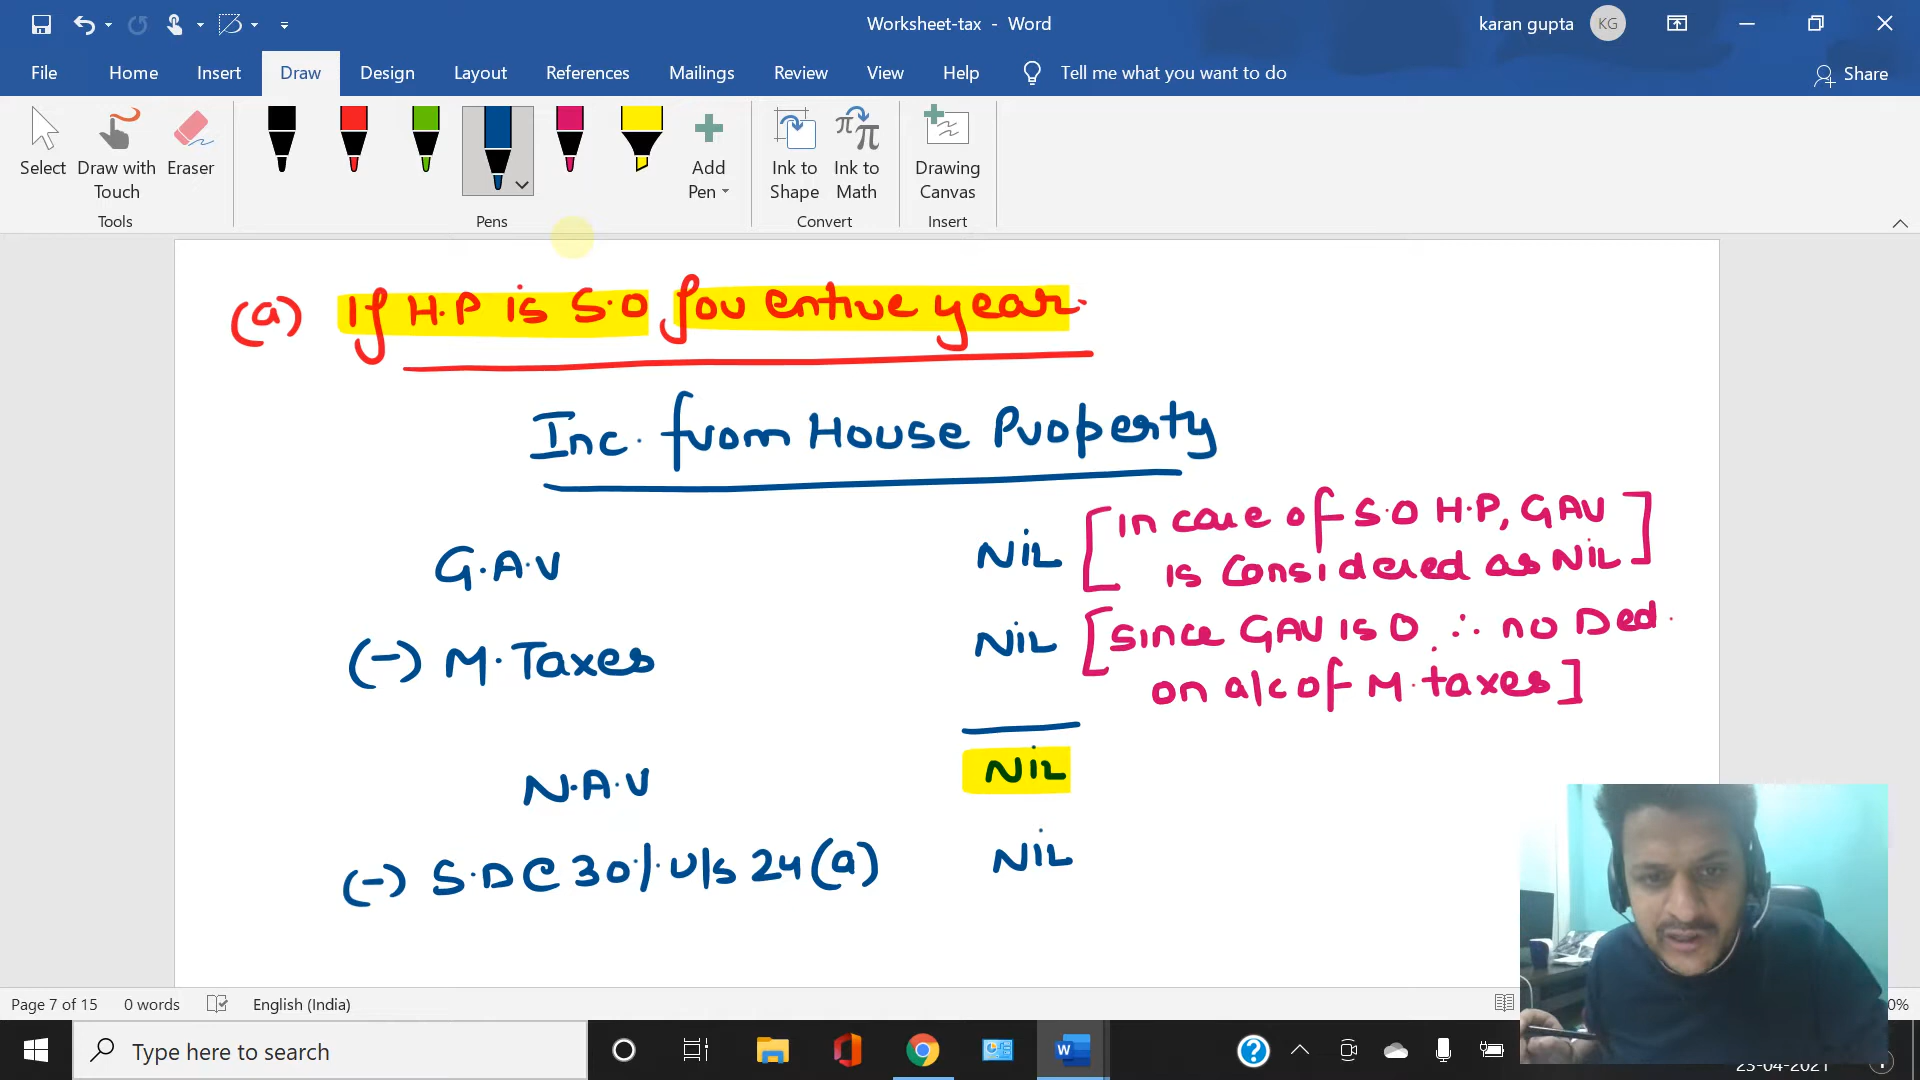 Worksheet-tax - Word
karan gupta
KG
File Home Insert Draw Design Layout References Mailings Review View Help Tell me what you want to do Share
Select
Draw with Touch
Eraser
Add Pen
Ink to Shape
Ink to Math
Drawing Canvas
Tools
Pens
Convert
Insert
(a) If H.P is S.O for entire year.
Inc. from House Property
G.A.V NiL [In case of S.O H.P, GAV
is Considered as NiL]
(-) M.Taxes NiL [since GAV is 0 ∴ no Ded.
on a/c of M.taxes]
N.A.V NiL
(-) S.D @ 30% U/s 24(a) NiL
Page 7 of 15 0 words English (India)
Type here to search
23-04-2021